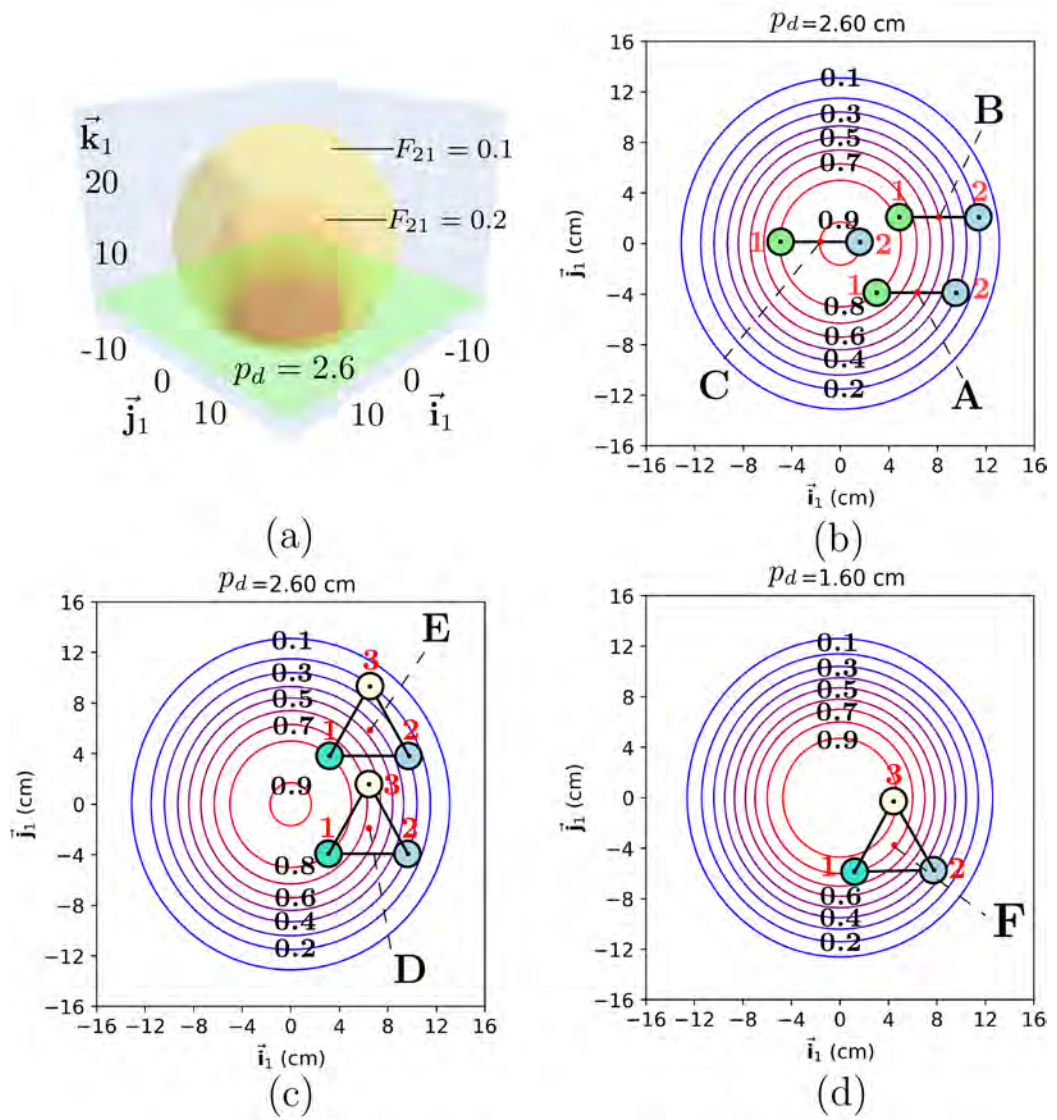 k⃗₁
20
10
F₂₁ = 0.1
F₂₁ = 0.2
-10
0
10
j⃗₁
p_d = 2.6
-10
0
10
i⃗₁
(a)
p_d=2.60 cm
16
12
8
4
0
−4
−8
−12
−16
j⃗₁ (cm)
0.1
0.3
0.5
0.7
0.9
0.8
0.6
0.4
0.2
1
2
1
2
1
2
B
C
A
−16 −12 −8 −4 0 4 8 12 16
i⃗₁ (cm)
(b)
p_d=2.60 cm
16
12
8
4
0
−4
−8
−12
−16
j⃗₁ (cm)
0.1
0.3
0.5
0.7
0.9
0.8
0.6
0.4
0.2
E
3
1
2
3
1
2
D
−16 −12 −8 −4 0 4 8 12 16
i⃗₁ (cm)
(c)
p_d=1.60 cm
16
12
8
4
0
−4
−8
−12
−16
j⃗₁ (cm)
0.1
0.3
0.5
0.7
0.9
0.6
0.4
0.2
3
1
2
F
−16 −12 −8 −4 0 4 8 12 16
i⃗₁ (cm)
(d)